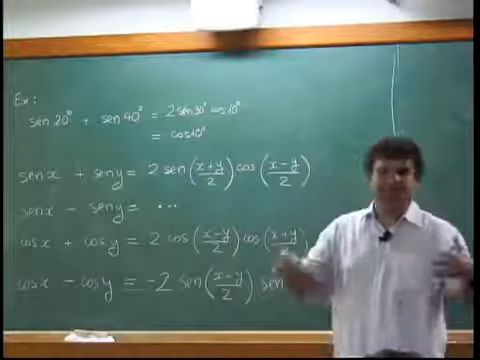 Ex:
sen 20° + sen 40° = 2 sen 30° cos 10°
= cos 10°
sen x + sen y = 2 sen((x+y)/2) cos((x-y)/2)
sen x - sen y = ...
cos x + cos y = 2 cos((x-y)/2) cos((x+y)/2)
cos x - cos y = -2 sen((x-y)/2) sen